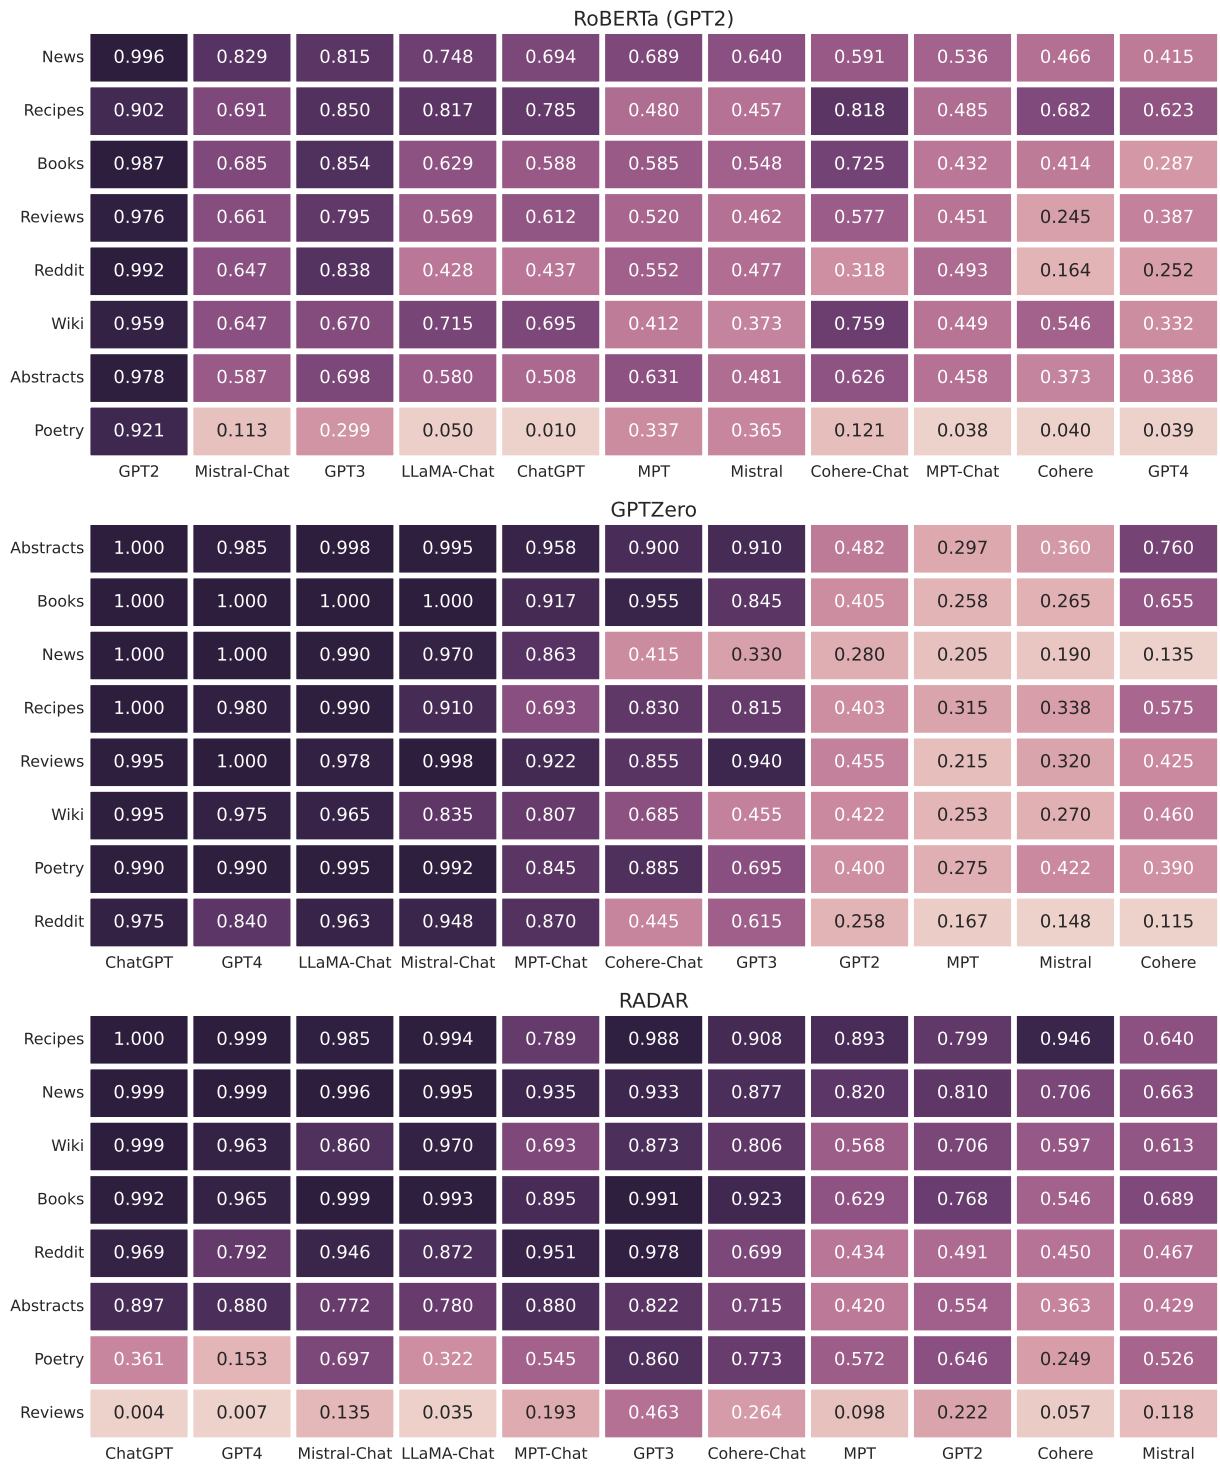 RoBERTa (GPT2)
News 0.996 0.829 0.815 0.748 0.694 0.689 0.640 0.591 0.536 0.466 0.415
Recipes 0.902 0.691 0.850 0.817 0.785 0.480 0.457 0.818 0.485 0.682 0.623
Books 0.987 0.685 0.854 0.629 0.588 0.585 0.548 0.725 0.432 0.414 0.287
Reviews 0.976 0.661 0.795 0.569 0.612 0.520 0.462 0.577 0.451 0.245 0.387
Reddit 0.992 0.647 0.838 0.428 0.437 0.552 0.477 0.318 0.493 0.164 0.252
Wiki 0.959 0.647 0.670 0.715 0.695 0.412 0.373 0.759 0.449 0.546 0.332
Abstracts 0.978 0.587 0.698 0.580 0.508 0.631 0.481 0.626 0.458 0.373 0.386
Poetry 0.921 0.113 0.299 0.050 0.010 0.337 0.365 0.121 0.038 0.040 0.039
GPT2 Mistral-Chat GPT3 LLaMA-Chat ChatGPT MPT Mistral Cohere-Chat MPT-Chat Cohere GPT4
GPTZero
Abstracts 1.000 0.985 0.998 0.995 0.958 0.900 0.910 0.482 0.297 0.360 0.760
Books 1.000 1.000 1.000 1.000 0.917 0.955 0.845 0.405 0.258 0.265 0.655
News 1.000 1.000 0.990 0.970 0.863 0.415 0.330 0.280 0.205 0.190 0.135
Recipes 1.000 0.980 0.990 0.910 0.693 0.830 0.815 0.403 0.315 0.338 0.575
Reviews 0.995 1.000 0.978 0.998 0.922 0.855 0.940 0.455 0.215 0.320 0.425
Wiki 0.995 0.975 0.965 0.835 0.807 0.685 0.455 0.422 0.253 0.270 0.460
Poetry 0.990 0.990 0.995 0.992 0.845 0.885 0.695 0.400 0.275 0.422 0.390
Reddit 0.975 0.840 0.963 0.948 0.870 0.445 0.615 0.258 0.167 0.148 0.115
ChatGPT GPT4 LLaMA-Chat Mistral-Chat MPT-Chat Cohere-Chat GPT3 GPT2 MPT Mistral Cohere
RADAR
Recipes 1.000 0.999 0.985 0.994 0.789 0.988 0.908 0.893 0.799 0.946 0.640
News 0.999 0.999 0.996 0.995 0.935 0.933 0.877 0.820 0.810 0.706 0.663
Wiki 0.999 0.963 0.860 0.970 0.693 0.873 0.806 0.568 0.706 0.597 0.613
Books 0.992 0.965 0.999 0.993 0.895 0.991 0.923 0.629 0.768 0.546 0.689
Reddit 0.969 0.792 0.946 0.872 0.951 0.978 0.699 0.434 0.491 0.450 0.467
Abstracts 0.897 0.880 0.772 0.780 0.880 0.822 0.715 0.420 0.554 0.363 0.429
Poetry 0.361 0.153 0.697 0.322 0.545 0.860 0.773 0.572 0.646 0.249 0.526
Reviews 0.004 0.007 0.135 0.035 0.193 0.463 0.264 0.098 0.222 0.057 0.118
ChatGPT GPT4 Mistral-Chat LLaMA-Chat MPT-Chat GPT3 Cohere-Chat MPT GPT2 Cohere Mistral